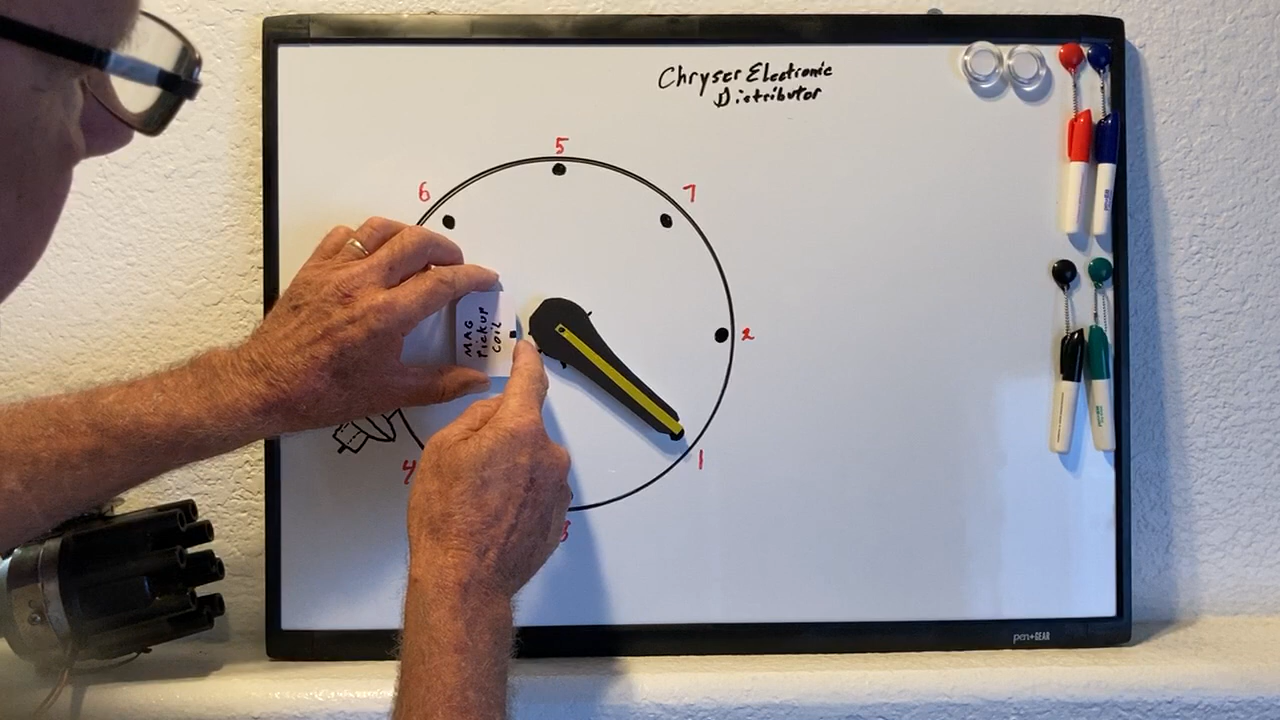 Chryser Electronic
Distributor
5
6
7
MAG
Pickup
Coil
2
4
1
3
pen+GEAR